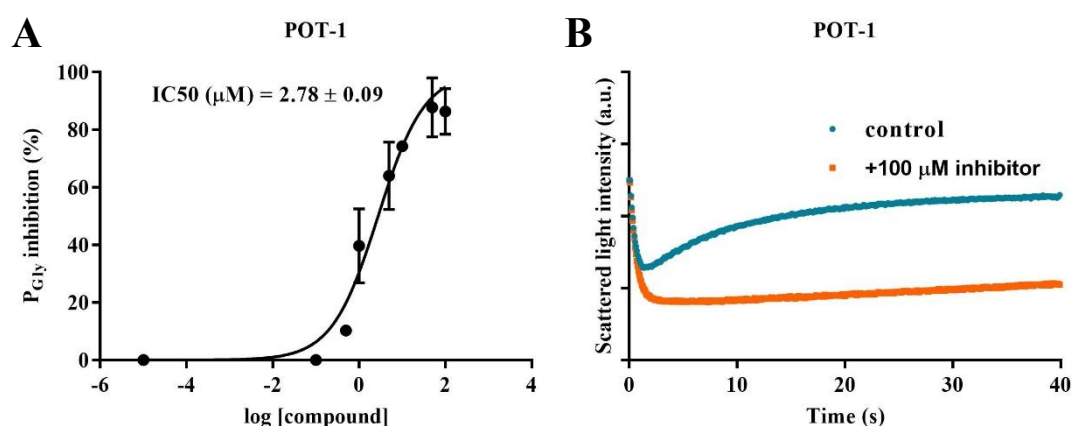 A
POT-1
IC50 (µM) = 2.78 ± 0.09
P_Gly inhibition (%)
100
80
60
40
20
0
-6 -4 -2 0 2 4
log [compound]
B
POT-1
control
+100 µM inhibitor
Scattered light intensity (a.u.)
0 10 20 30 40
Time (s)